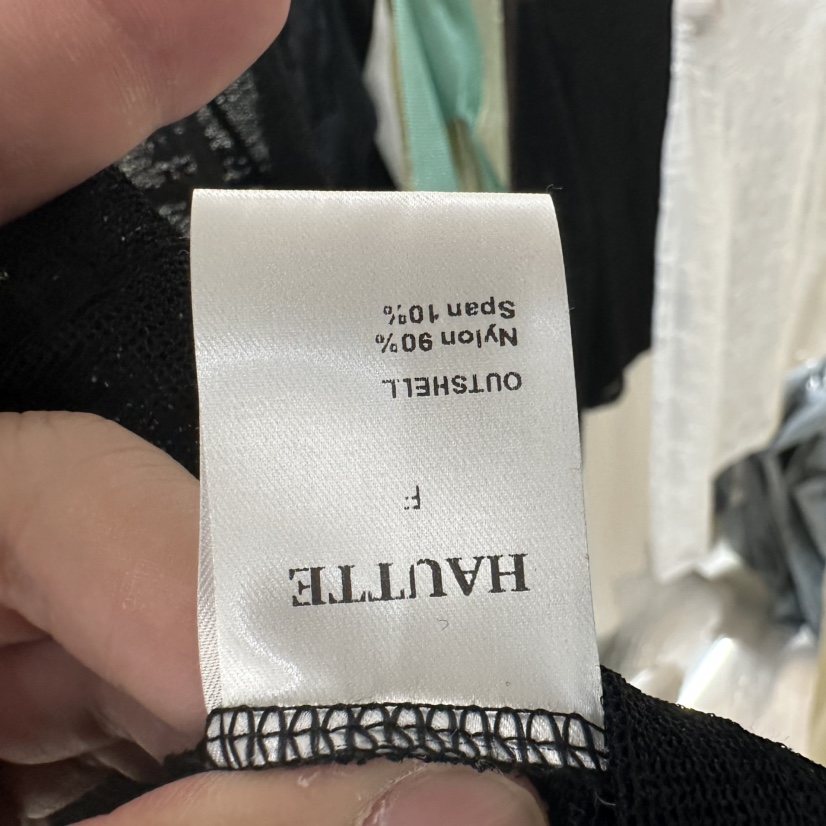 HAUTTE
F
OUTSHELL
Nylon 90%
Span 10%